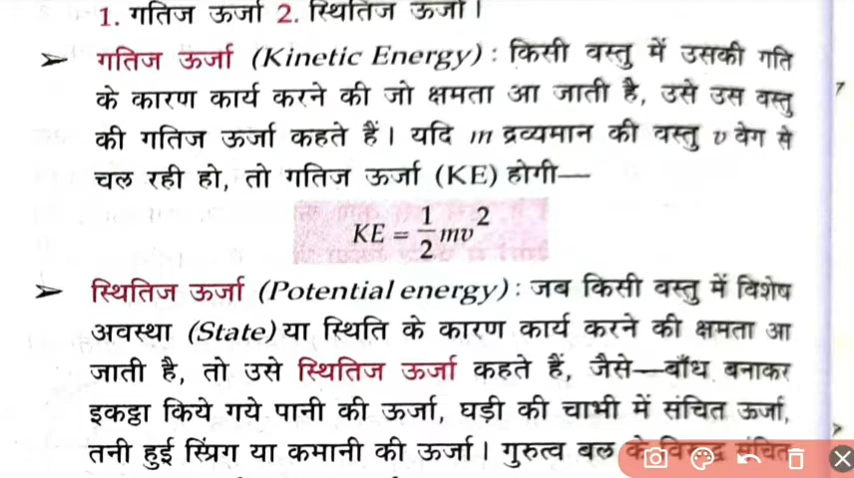 1. गतिज ऊर्जा 2. स्थितिज ऊर्जा।
➢ गतिज ऊर्जा (Kinetic Energy) : किसी वस्तु में उसकी गति
के कारण कार्य करने की जो क्षमता आ जाती है, उसे उस वस्तु
की गतिज ऊर्जा कहते हैं। यदि m द्रव्यमान की वस्तु v वेग से
चल रही हो, तो गतिज ऊर्जा (KE) होगी—
KE = 1/2 mv²
➢ स्थितिज ऊर्जा (Potential energy) : जब किसी वस्तु में विशेष
अवस्था (State) या स्थिति के कारण कार्य करने की क्षमता आ
जाती है, तो उसे स्थितिज ऊर्जा कहते हैं, जैसे—बाँध बनाकर
इकट्ठा किये गये पानी की ऊर्जा, घड़ी की चाभी में संचित ऊर्जा,
तनी हुई स्प्रिंग या कमानी की ऊर्जा। गुरुत्व बल के विरुद्ध संचित